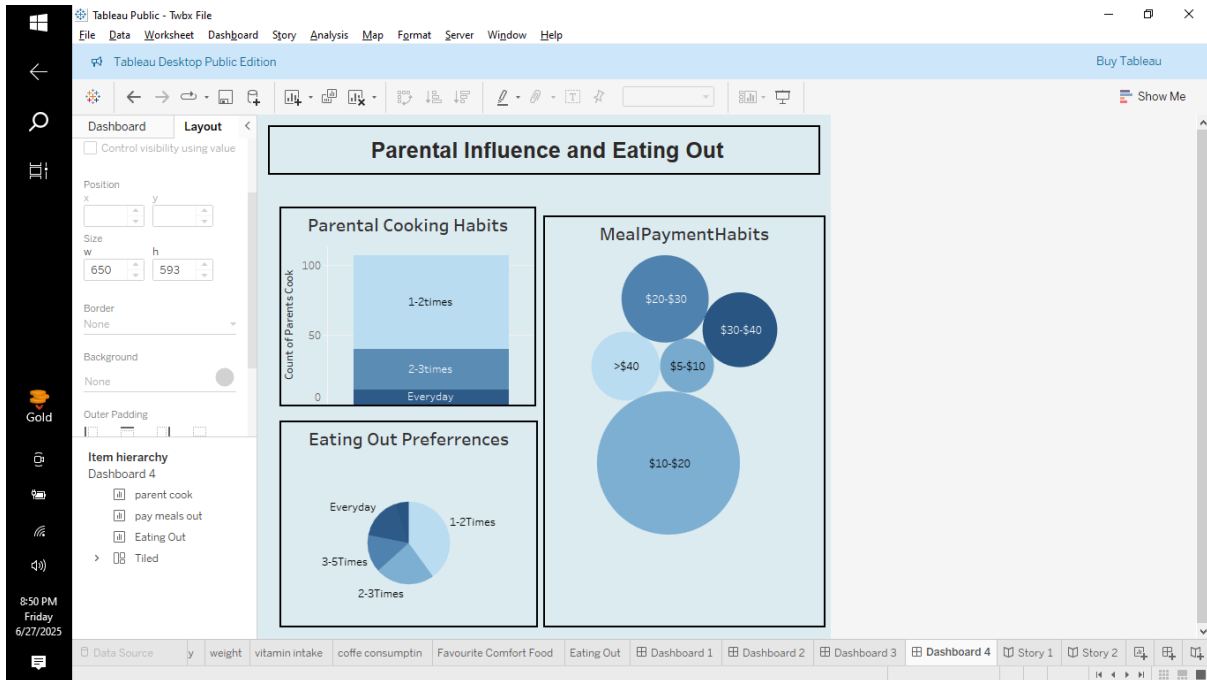 Tableau Public - Twbx File
File Data Worksheet Dashboard Story Analysis Map Format Server Window Help
Tableau Desktop Public Edition
Buy Tableau
Show Me
Dashboard
Layout
Control visibility using value
Position
x y
Size
w h
650 593
Border
None
Background
None
Outer Padding
Item hierarchy
Dashboard 4
parent cook
pay meals out
Eating Out
Tiled
Parental Influence and Eating Out
Parental Cooking Habits
Count of Parents Cook
100
50
0
1-2times
2-3times
Everyday
MealPaymentHabits
$20-$30
$30-$40
>$40
$5-$10
$10-$20
Eating Out Preferrences
Everyday
1-2Times
3-5Times
2-3Times
Gold
8:50 PM
Friday
6/27/2025
Data Source y weight vitamin intake coffe consumptin Favourite Comfort Food Eating Out Dashboard 1 Dashboard 2 Dashboard 3 Dashboard 4 Story 1 Story 2